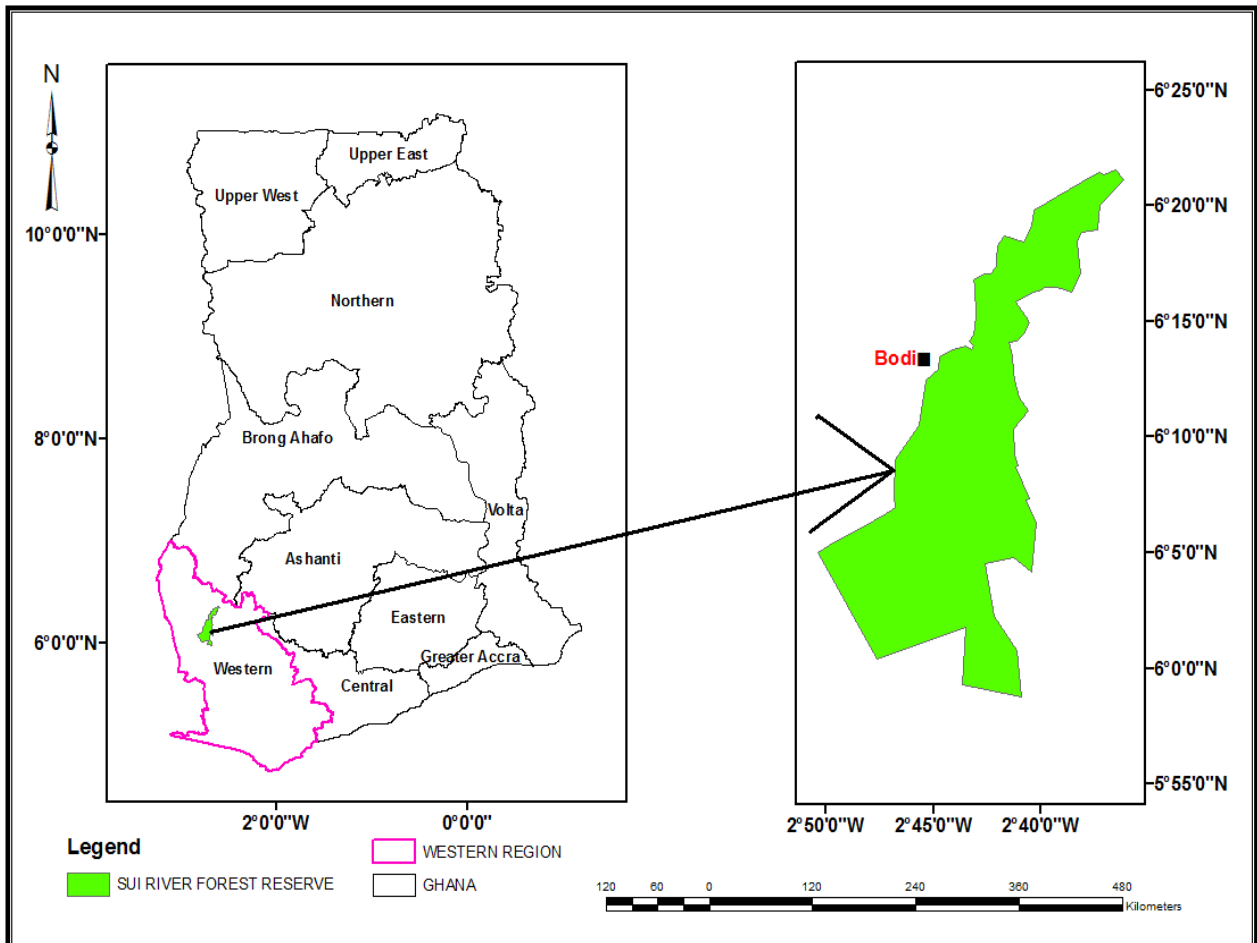 N
Upper East
Upper West
10°0'0"N
Northern
8°0'0"N
Brong Ahafo
Volta
Ashanti
Eastern
6°0'0"N
Greater Accra
Western
Central
2°0'0"W 0°0'0"
6°25'0"N
6°20'0"N
6°15'0"N
Bodi
6°10'0"N
6°5'0"N
6°0'0"N
5°55'0"N
2°50'0"W 2°45'0"W 2°40'0"W
Legend
WESTERN REGION
SUI RIVER FOREST RESERVE
GHANA
120 60 0 120 240 360 480
Kilometers